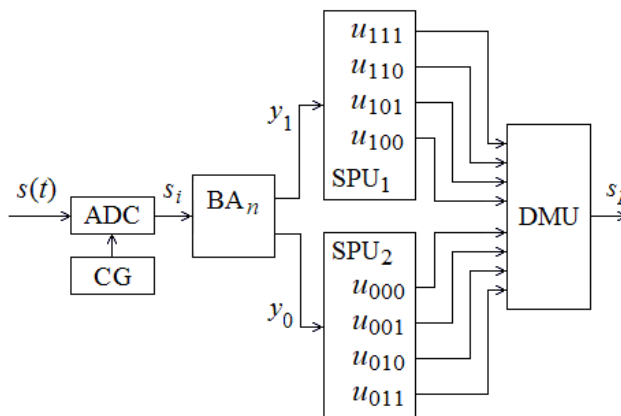 s(t)
ADC
CG
s_i
BA_n
y_1
y_0
u_111
u_110
u_101
u_100
SPU_1
SPU_2
u_000
u_001
u_010
u_011
DMU